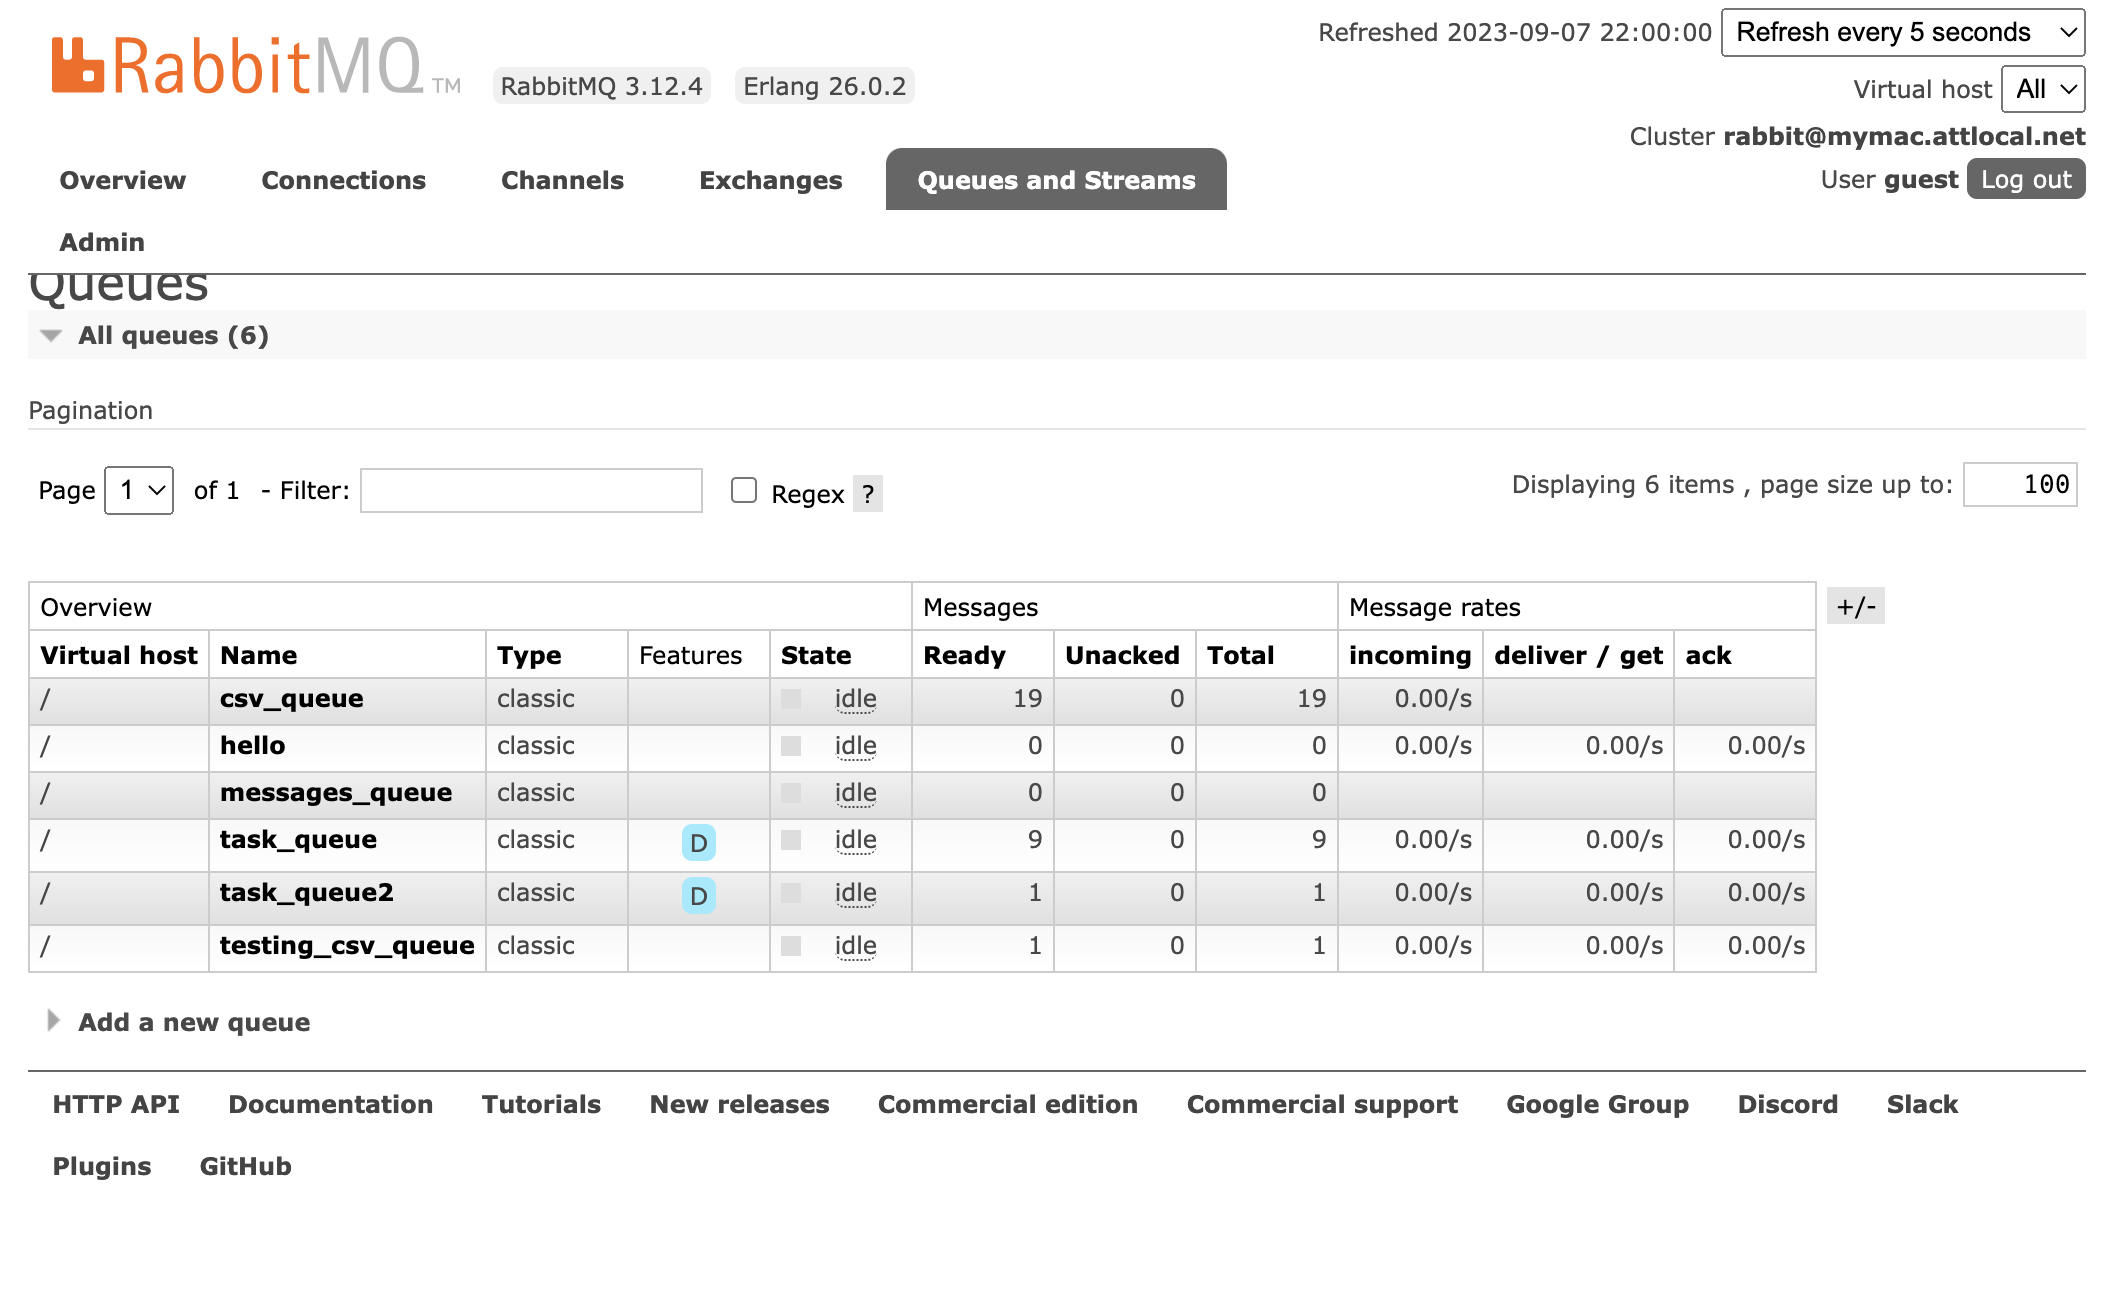 RabbitMQ TM
RabbitMQ 3.12.4
Erlang 26.0.2
Refreshed 2023-09-07 22:00:00 Refresh every 5 seconds
Virtual host All
Cluster rabbit@mymac.attlocal.net
User guest Log out
Overview Connections Channels Exchanges Queues and Streams
Admin
Queues
All queues (6)
Pagination
Page 1 of 1 - Filter: Regex ? Displaying 6 items , page size up to: 100
Overview Messages Message rates +/-
Virtual host Name Type Features State Ready Unacked Total incoming deliver / get ack
/ csv_queue classic idle 19 0 19 0.00/s
/ hello classic idle 0 0 0 0.00/s 0.00/s 0.00/s
/ messages_queue classic idle 0 0 0
/ task_queue classic D idle 9 0 9 0.00/s 0.00/s 0.00/s
/ task_queue2 classic D idle 1 0 1 0.00/s 0.00/s 0.00/s
/ testing_csv_queue classic idle 1 0 1 0.00/s 0.00/s 0.00/s
Add a new queue
HTTP API Documentation Tutorials New releases Commercial edition Commercial support Google Group Discord Slack
Plugins GitHub